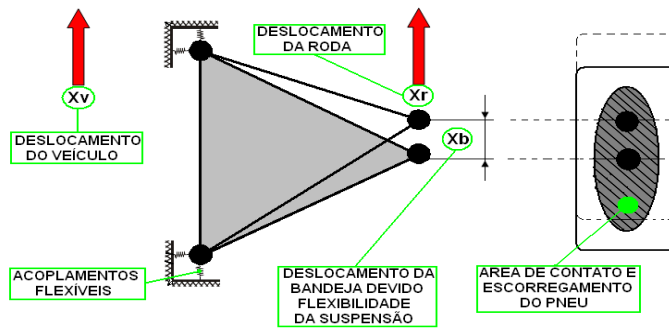 DESLOCAMENTO
DA RODA
Xv
Xr
DESLOCAMENTO
DO VEÍCULO
Xb
ACOPLAMENTOS
FLEXÍVEIS
DESLOCAMENTO DA
BANDEJA DEVIDO
FLEXIBILIDADE
DA SUSPENSÃO
AREA DE CONTATO E
ESCORREGAMENTO
DO PNEU